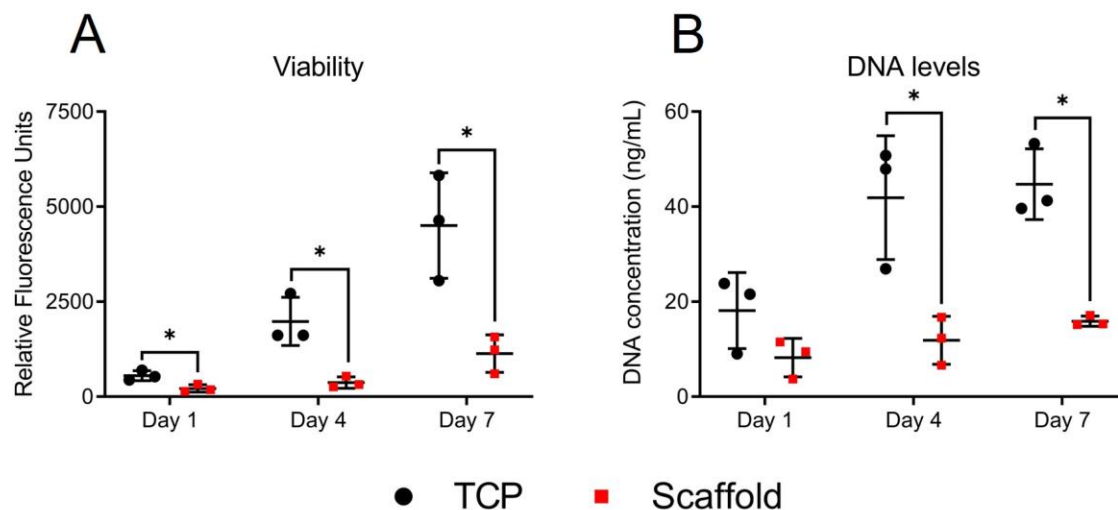 A
Viability
Relative Fluorescence Units
7500
5000
2500
0
*
*
*
Day 1
Day 4
Day 7
B
DNA levels
DNA concentration (ng/mL)
60
40
20
0
*
*
Day 1
Day 4
Day 7
TCP
Scaffold